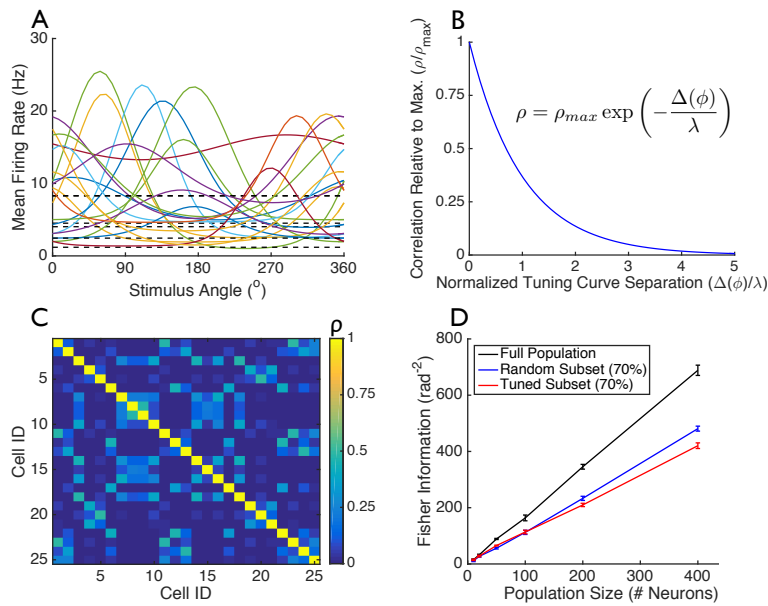 A
Mean Firing Rate (Hz)
30
20
10
0
0 90 180 270 360
Stimulus Angle (°)
B
Correlation Relative to Max. (ρ/ρmax)
1
0.75
0.5
0.25
0
ρ = ρmax exp (−Δ(φ)/λ)
0 1 2 3 4 5
Normalized Tuning Curve Separation (Δ(φ)/λ)
C
Cell ID
5
10
15
20
25
5 10 15 20 25
Cell ID
ρ
1
0.75
0.5
0.25
0
D
Fisher Information (rad⁻²)
800
600
400
200
0
Full Population
Random Subset (70%)
Tuned Subset (70%)
0 100 200 300 400
Population Size (# Neurons)